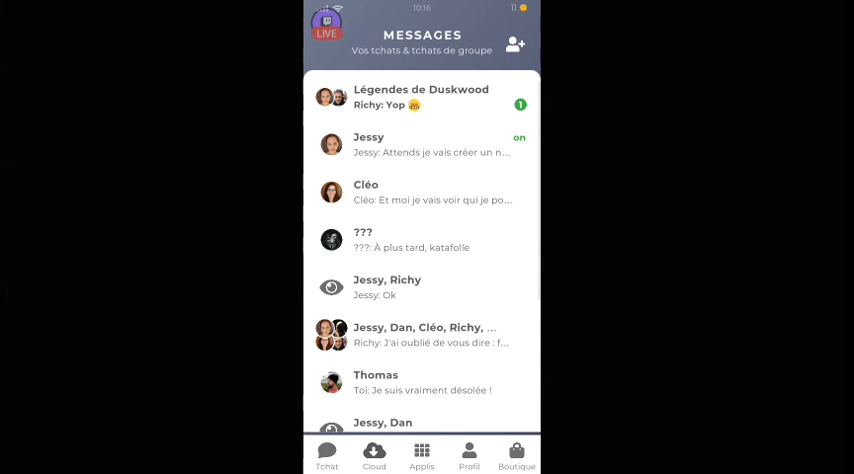 10:16
11
LIVE
MESSAGES
Vos tchats & tchats de groupe
Légendes de Duskwood
Richy: Yop
1
Jessy
on
Jessy: Attends je vais créer un n...
Cléo
Cléo: Et moi je vais voir qui je po...
???
???: À plus tard, katafolle
Jessy, Richy
Jessy: Ok
Jessy, Dan, Cléo, Richy, ...
Richy: J'ai oublié de vous dire : f...
Thomas
Toi: Je suis vraiment désolée !
Jessy, Dan
Tchat
Cloud
Applis
Profil
Boutique